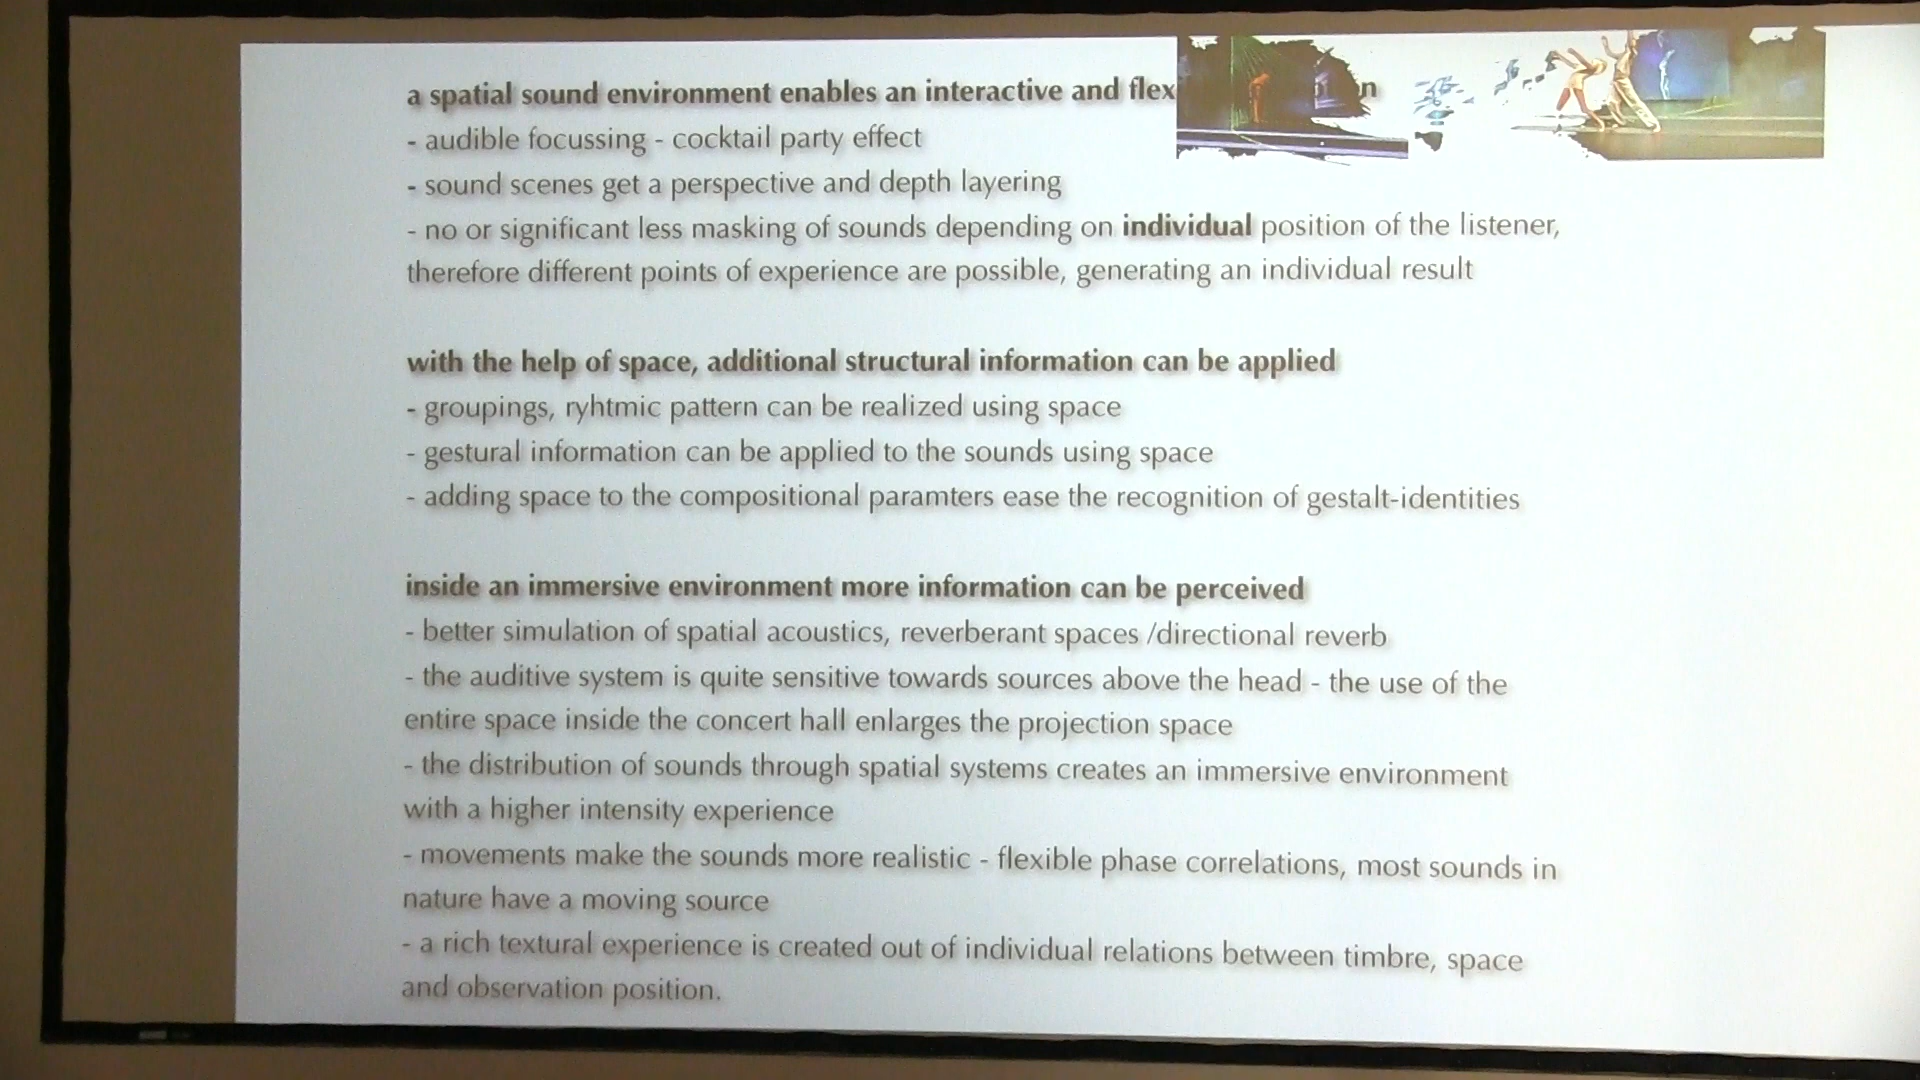 a spatial sound environment enables an interactive and flex
- audible focussing - cocktail party effect
- sound scenes get a perspective and depth layering
- no or significant less masking of sounds depending on individual position of the listener,
therefore different points of experience are possible, generating an individual result
with the help of space, additional structural information can be applied
- groupings, ryhtmic pattern can be realized using space
- gestural information can be applied to the sounds using space
- adding space to the compositional paramters ease the recognition of gestalt-identities
inside an immersive environment more information can be perceived
- better simulation of spatial acoustics, reverberant spaces /directional reverb
- the auditive system is quite sensitive towards sources above the head - the use of the
entire space inside the concert hall enlarges the projection space
- the distribution of sounds through spatial systems creates an immersive environment
with a higher intensity experience
- movements make the sounds more realistic - flexible phase correlations, most sounds in
nature have a moving source
- a rich textural experience is created out of individual relations between timbre, space
and observation position.